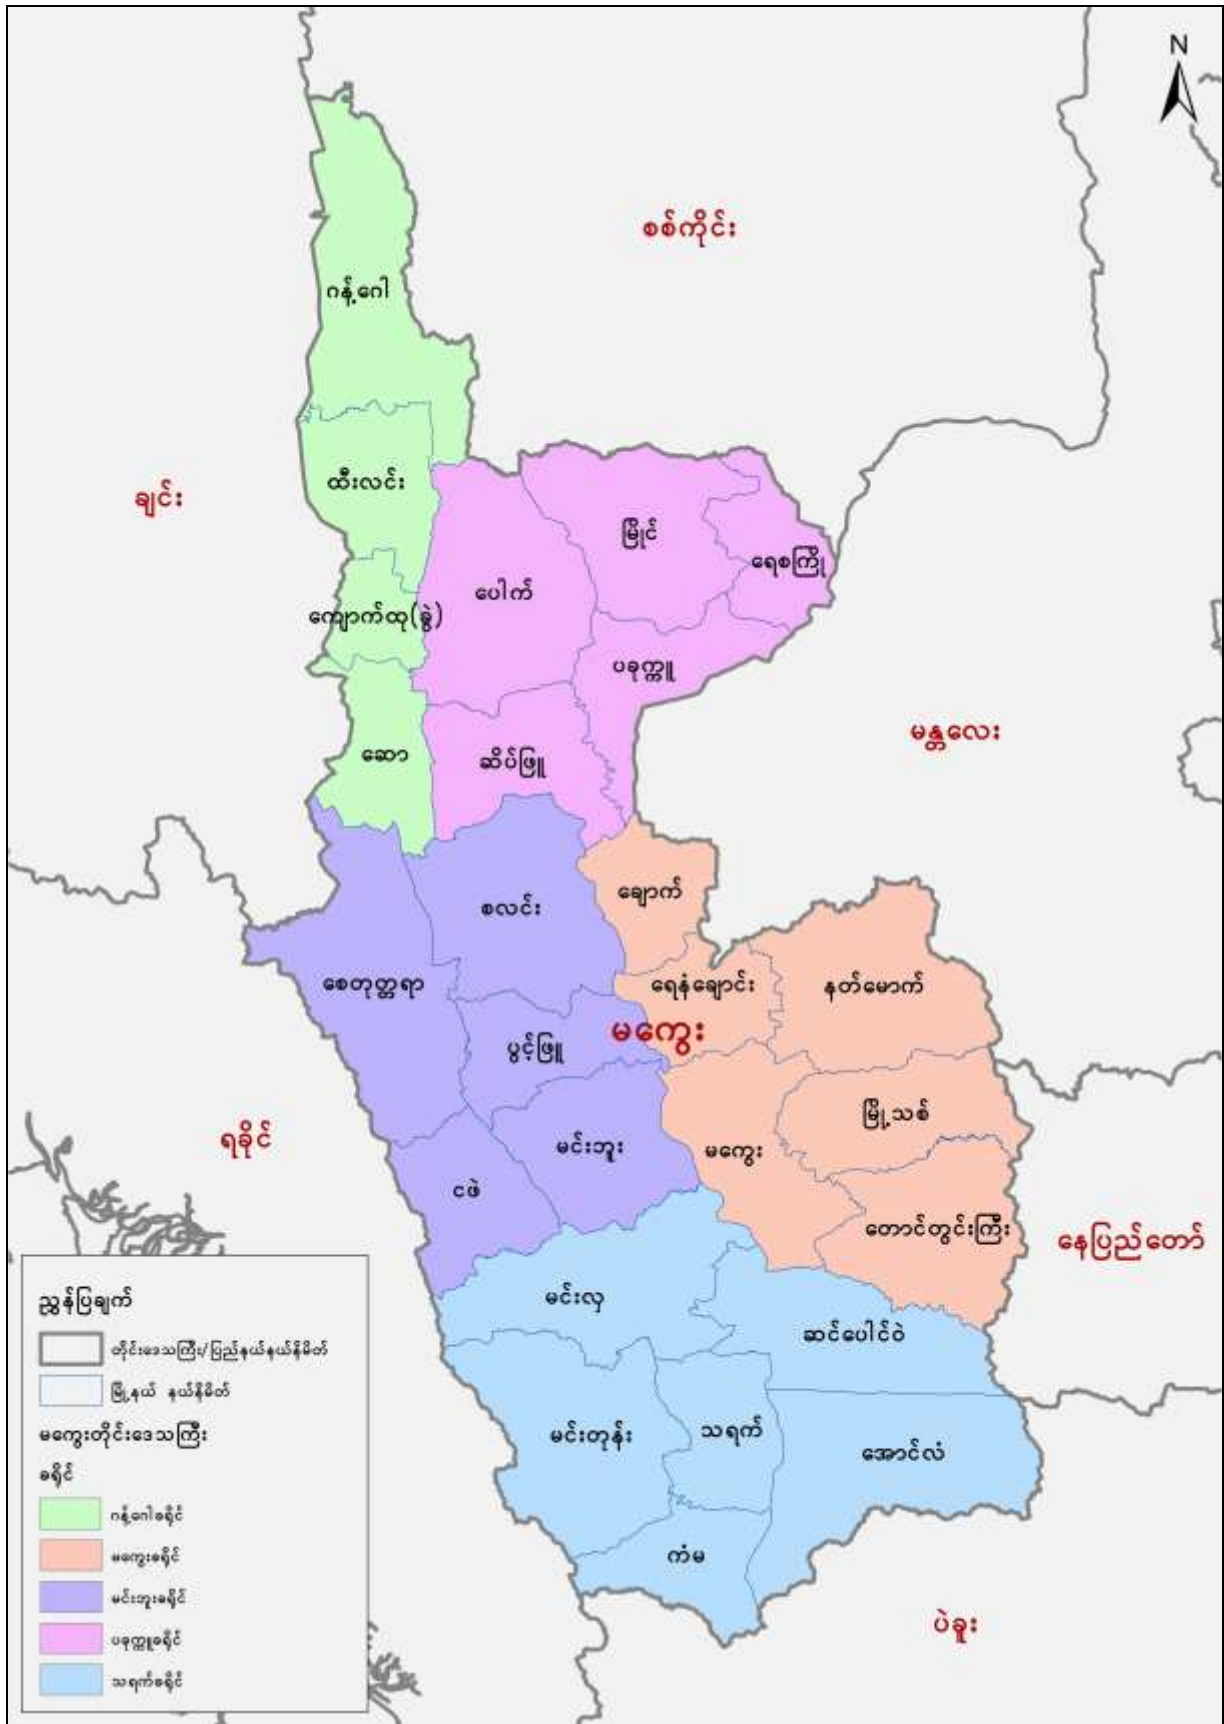 N
စစ်ကိုင်း
ဂန့်ဂေါ
ထီးလင်း
ချင်း
မြိုင်
ရေစကြို
ပေါက်
ကျောက်ထု(ခွဲ)
ပခုက္ကူ
မန္တလေး
ဆော
ဆိပ်ဖြူ
ချောက်
စလင်း
စေတုတ္တရာ
ရေနံချောင်း
နတ်မောက်
မကွေး
ပွင့်ဖြူ
မြို့သစ်
ရခိုင်
မင်းဘူး
မကွေး
ငဖဲ
တောင်တွင်းကြီး
နေပြည်တော်
မင်းလှ
ဆင်ပေါင်ဝဲ
မင်းတုန်း
သရက်
အောင်လံ
ကံမ
ပဲခူး
ညွှန်ပြချက်
တိုင်းဒေသကြီး/ပြည်နယ်နယ်နိမိတ်
မြို့နယ် နယ်နိမိတ်
မကွေးတိုင်းဒေသကြီး
ခရိုင်
ဂန့်ဂေါခရိုင်
မကွေးခရိုင်
မင်းဘူးခရိုင်
ပခုက္ကူခရိုင်
သရက်ခရိုင်